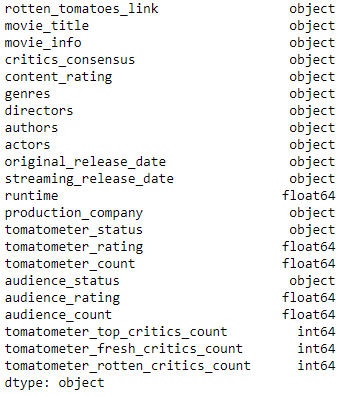 rotten_tomatoes_link object
movie_title object
movie_info object
critics_consensus object
content_rating object
genres object
directors object
authors object
actors object
original_release_date object
streaming_release_date object
runtime float64
production_company object
tomatometer_status object
tomatometer_rating float64
tomatometer_count float64
audience_status object
audience_rating float64
audience_count float64
tomatometer_top_critics_count int64
tomatometer_fresh_critics_count int64
tomatometer_rotten_critics_count int64
dtype: object